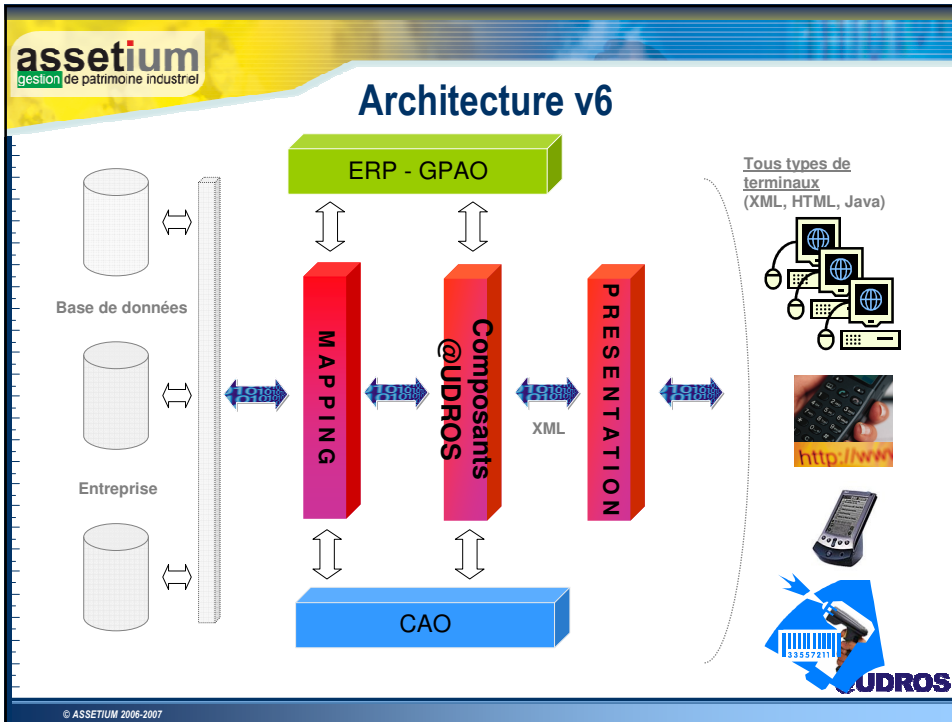 assetium
gestion de patrimoine industriel
Architecture v6
ERP - GPAO
Tous types de
terminaux
(XML, HTML, Java)
Base de données
Entreprise
MAPPING
Composants
@UDROS
XML
PRESENTATION
http://www
CAO
33557211
UDROS
© ASSETIUM 2006-2007